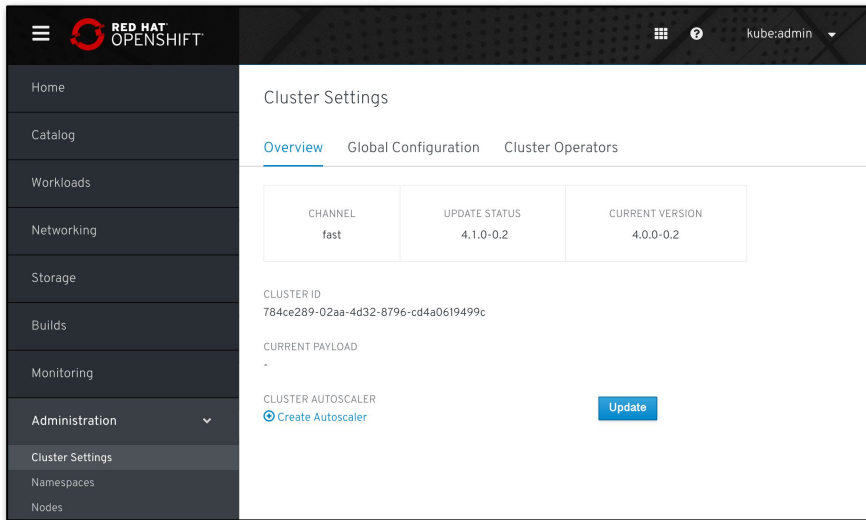 RED HAT
OPENSHIFT
kube:admin
Home
Catalog
Workloads
Networking
Storage
Builds
Monitoring
Administration
Cluster Settings
Namespaces
Nodes
Cluster Settings
Overview Global Configuration Cluster Operators
CHANNEL UPDATE STATUS CURRENT VERSION
fast 4.1.0-0.2 4.0.0-0.2
CLUSTER ID
784ce289-02aa-4d32-8796-cd4a0619499c
CURRENT PAYLOAD
-
CLUSTER AUTOSCALER
Create Autoscaler
Update